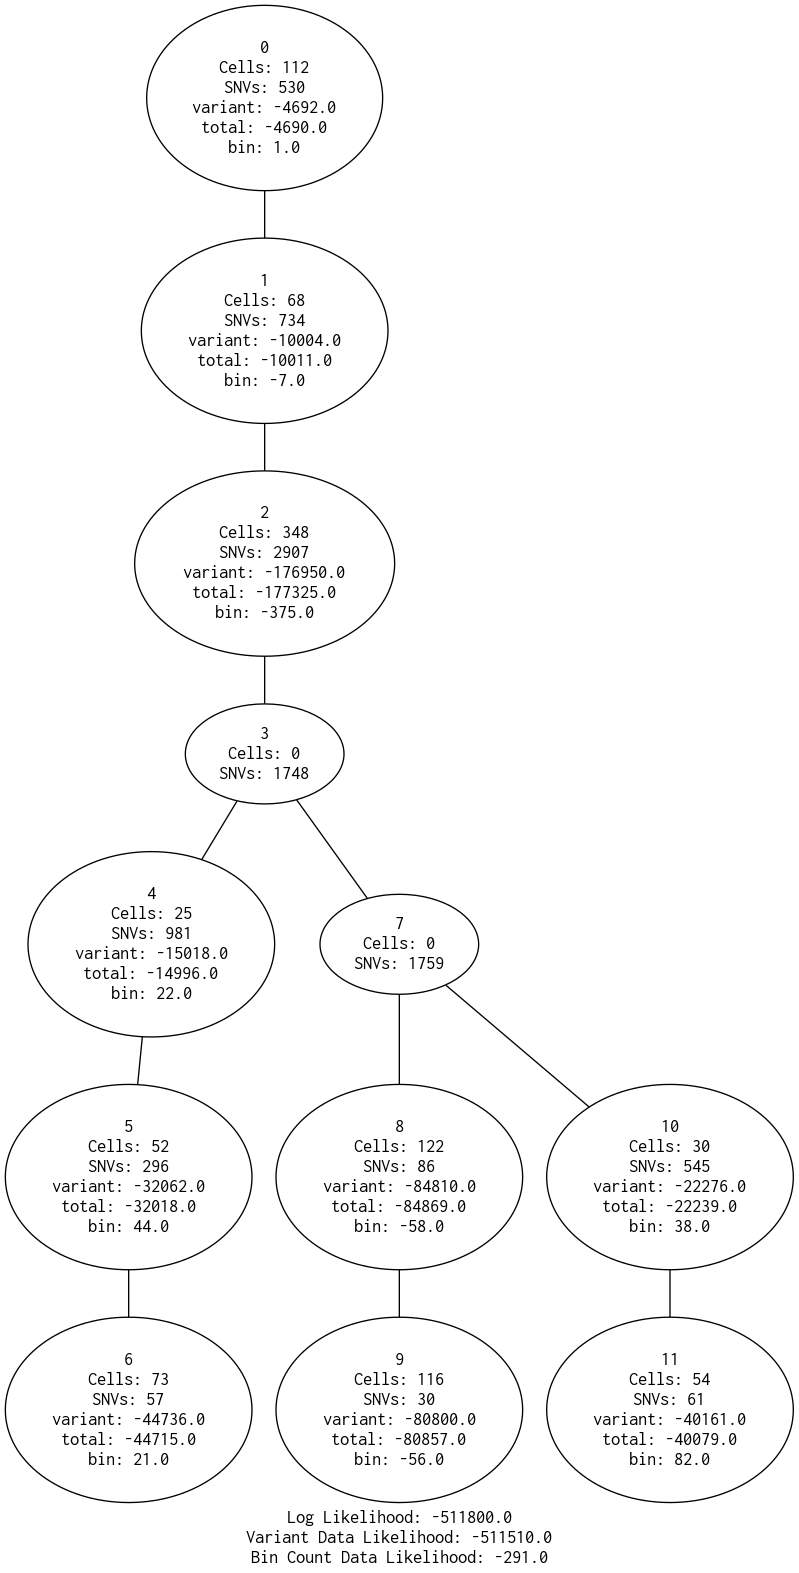 0
Cells: 112
SNVs: 530
variant: -4692.0
total: -4690.0
bin: 1.0
1
Cells: 68
SNVs: 734
variant: -10004.0
total: -10011.0
bin: -7.0
2
Cells: 348
SNVs: 2907
variant: -176950.0
total: -177325.0
bin: -375.0
3
Cells: 0
SNVs: 1748
4
Cells: 25
SNVs: 981
variant: -15018.0
total: -14996.0
bin: 22.0
7
Cells: 0
SNVs: 1759
5
Cells: 52
SNVs: 296
variant: -32062.0
total: -32018.0
bin: 44.0
8
Cells: 122
SNVs: 86
variant: -84810.0
total: -84869.0
bin: -58.0
10
Cells: 30
SNVs: 545
variant: -22276.0
total: -22239.0
bin: 38.0
6
Cells: 73
SNVs: 57
variant: -44736.0
total: -44715.0
bin: 21.0
9
Cells: 116
SNVs: 30
variant: -80800.0
total: -80857.0
bin: -56.0
11
Cells: 54
SNVs: 61
variant: -40161.0
total: -40079.0
bin: 82.0
Log Likelihood: -511800.0
Variant Data Likelihood: -511510.0
Bin Count Data Likelihood: -291.0